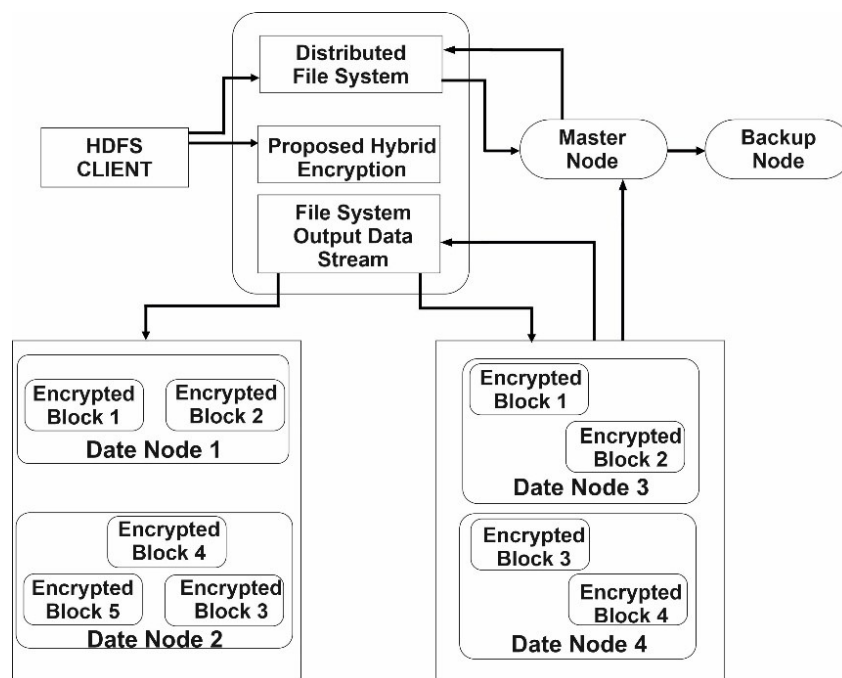 Distributed
File System
HDFS
CLIENT
Proposed Hybrid
Encryption
Master
Node
Backup
Node
File System
Output Data
Stream
Encrypted
Block 1
Encrypted
Block 2
Date Node 1
Encrypted
Block 4
Encrypted
Block 5
Encrypted
Block 3
Date Node 2
Encrypted
Block 1
Encrypted
Block 2
Date Node 3
Encrypted
Block 3
Encrypted
Block 4
Date Node 4